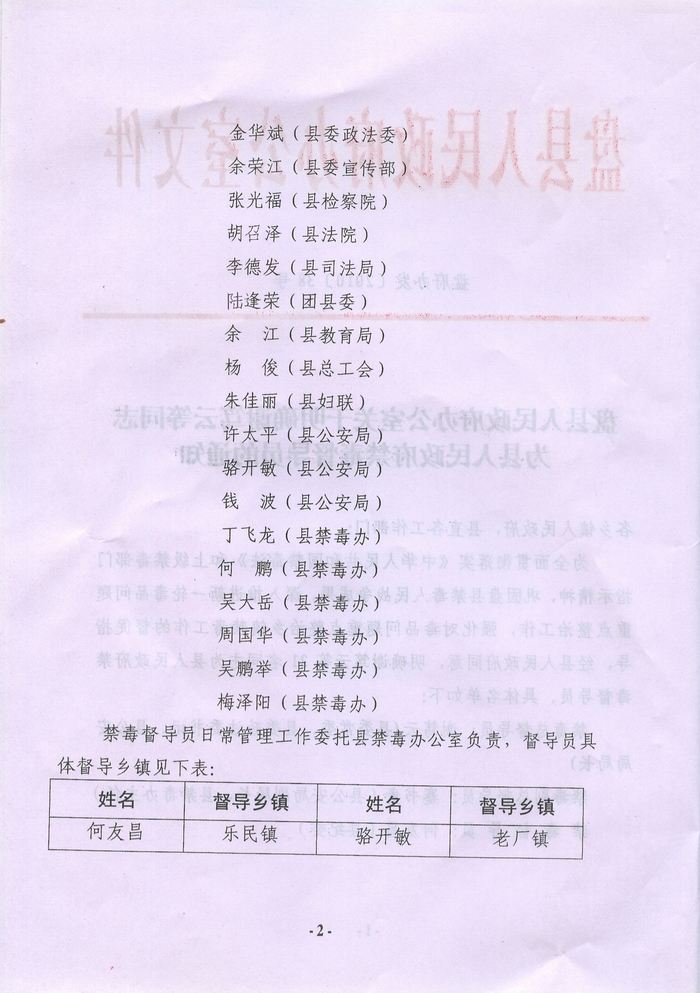 金华斌（县委政法委）
余荣江（县委宣传部）
张光福（县检察院）
胡召泽（县法院）
李德发（县司法局）
陆逢荣（团县委）
余　江（县教育局）
杨　俊（县总工会）
朱佳丽（县妇联）
许太平（县公安局）
骆开敏（县公安局）
钱　波（县公安局）
丁飞龙（县禁毒办）
何　鹏（县禁毒办）
吴大岳（县禁毒办）
周国华（县禁毒办）
吴鹏举（县禁毒办）
梅泽阳（县禁毒办）
禁毒督导员日常管理工作委托县禁毒办公室负责，督导员具
体督导乡镇见下表：
姓名 督导乡镇 姓名 督导乡镇
何友昌 乐民镇 骆开敏 老厂镇
- 2 -